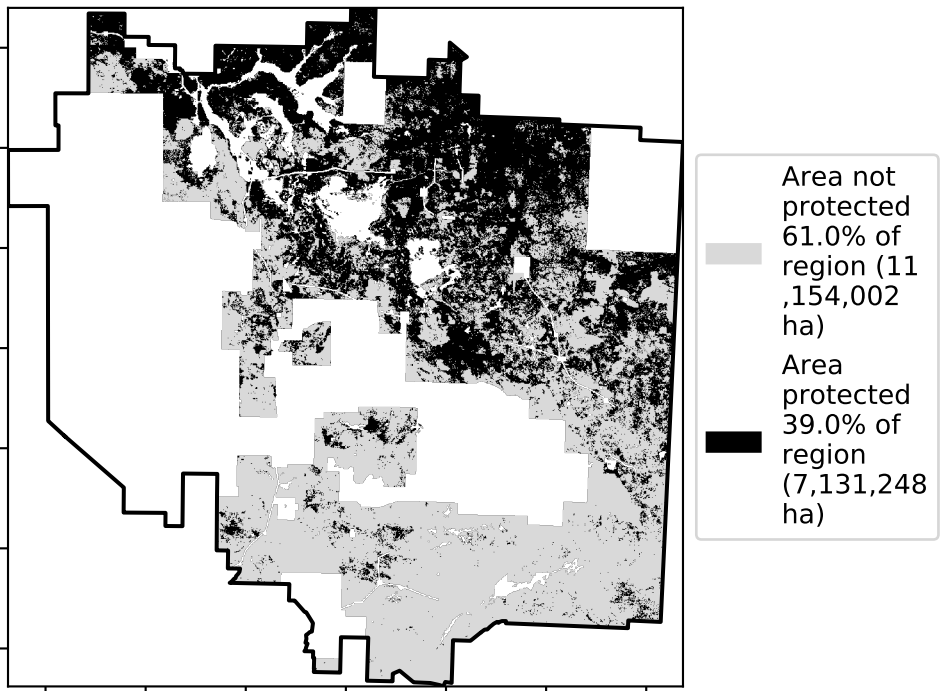 Area not
protected
61.0% of
region (11
,154,002
ha)
Area
protected
39.0% of
region
(7,131,248
ha)